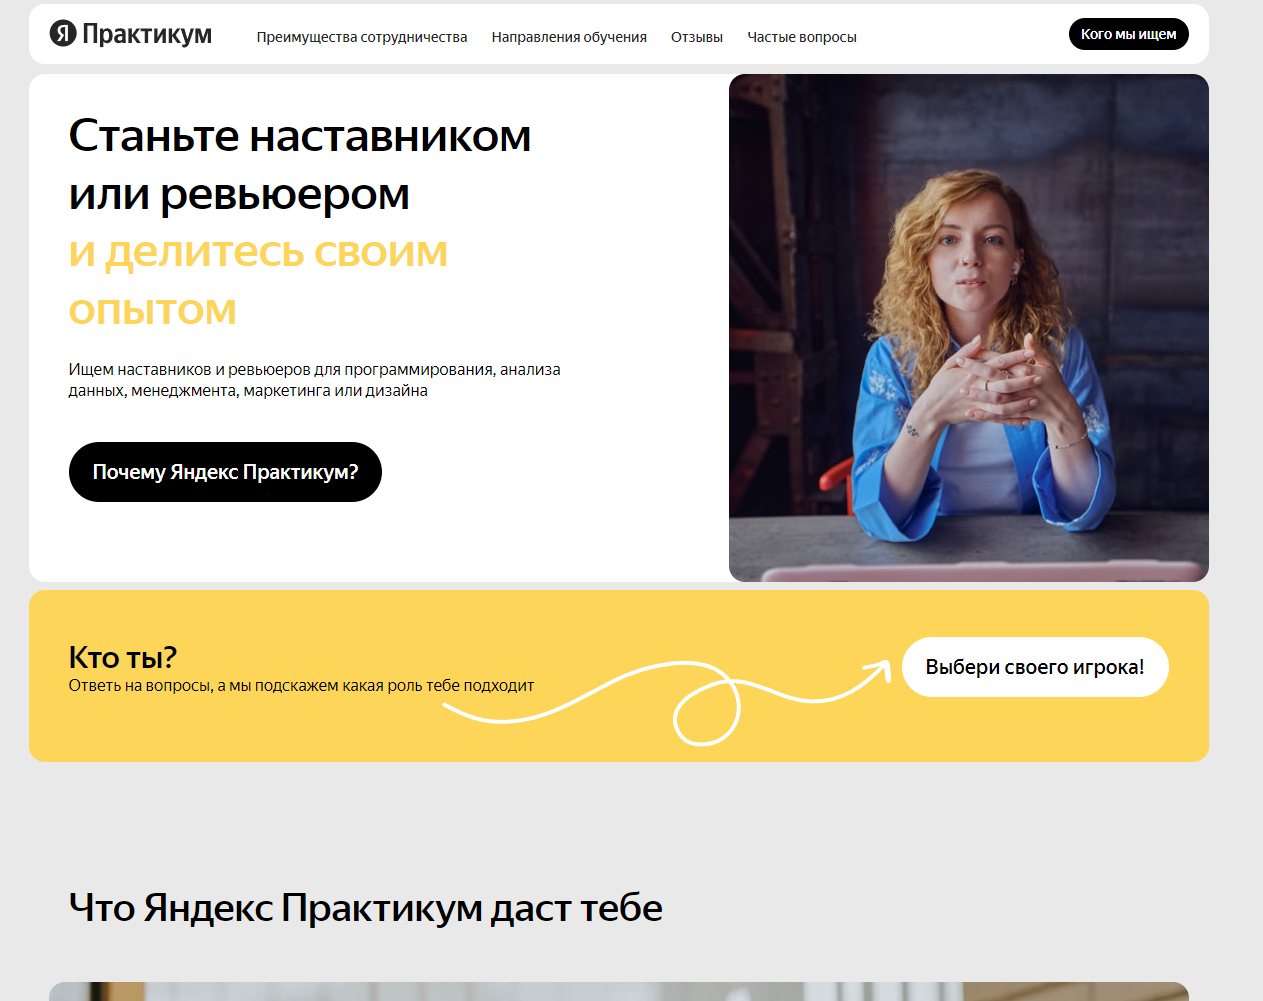 Я Практикум
Преимущества сотрудничества
Направления обучения
Отзывы
Частые вопросы
Кого мы ищем
Станьте наставником
или ревьюером
и делитесь своим
опытом
Ищем наставников и ревьюеров для программирования, анализа
данных, менеджмента, маркетинга или дизайна
Почему Яндекс Практикум?
Кто ты?
Ответь на вопросы, а мы подскажем какая роль тебе подходит
Выбери своего игрока!
Что Яндекс Практикум даст тебе